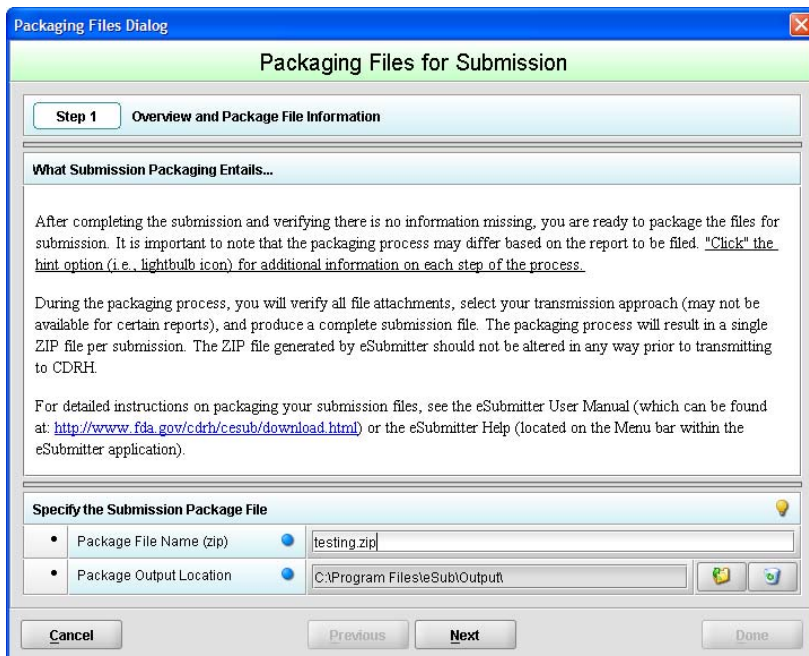 Packaging Files Dialog
Packaging Files for Submission
Step 1 Overview and Package File Information
What Submission Packaging Entails...
After completing the submission and verifying there is no information missing, you are ready to package the files for
submission. It is important to note that the packaging process may differ based on the report to be filed. "Click" the
hint option (i.e., lightbulb icon) for additional information on each step of the process.
During the packaging process, you will verify all file attachments, select your transmission approach (may not be
available for certain reports), and produce a complete submission file. The packaging process will result in a single
ZIP file per submission. The ZIP file generated by eSubmitter should not be altered in any way prior to transmitting
to CDRH.
For detailed instructions on packaging your submission files, see the eSubmitter User Manual (which can be found
at: http://www.fda.gov/cdrh/cesub/download.html) or the eSubmitter Help (located on the Menu bar within the
eSubmitter application).
Specify the Submission Package File
• Package File Name (zip) testing.zip
• Package Output Location C:\Program Files\eSub\Output\
Cancel Previous Next Done